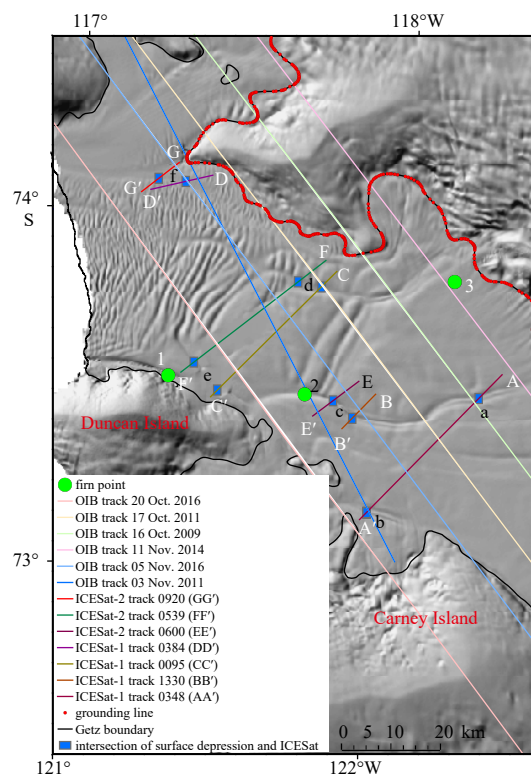 117°W 118°W
G
74°
S
f
D
G′
D′
F
C
d
3
1
e
F′
2
E
A
C′
c
B
a
E′
B′
Duncan Island
A′
b
firn point
OIB track 20 Oct. 2016
OIB track 17 Oct. 2011
OIB track 16 Oct. 2009
OIB track 11 Nov. 2014
OIB track 05 Nov. 2016
OIB track 03 Nov. 2011
ICESat-2 track 0920 (GG′)
ICESat-2 track 0539 (FF′)
ICESat-2 track 0600 (EE′)
ICESat-1 track 0384 (DD′)
ICESat-1 track 0095 (CC′)
ICESat-1 track 1330 (BB′)
ICESat-1 track 0348 (AA′)
grounding line
Getz boundary
intersection of surface depression and ICESat
73°
Carney Island
0 5 10 20 km
121° 122°W